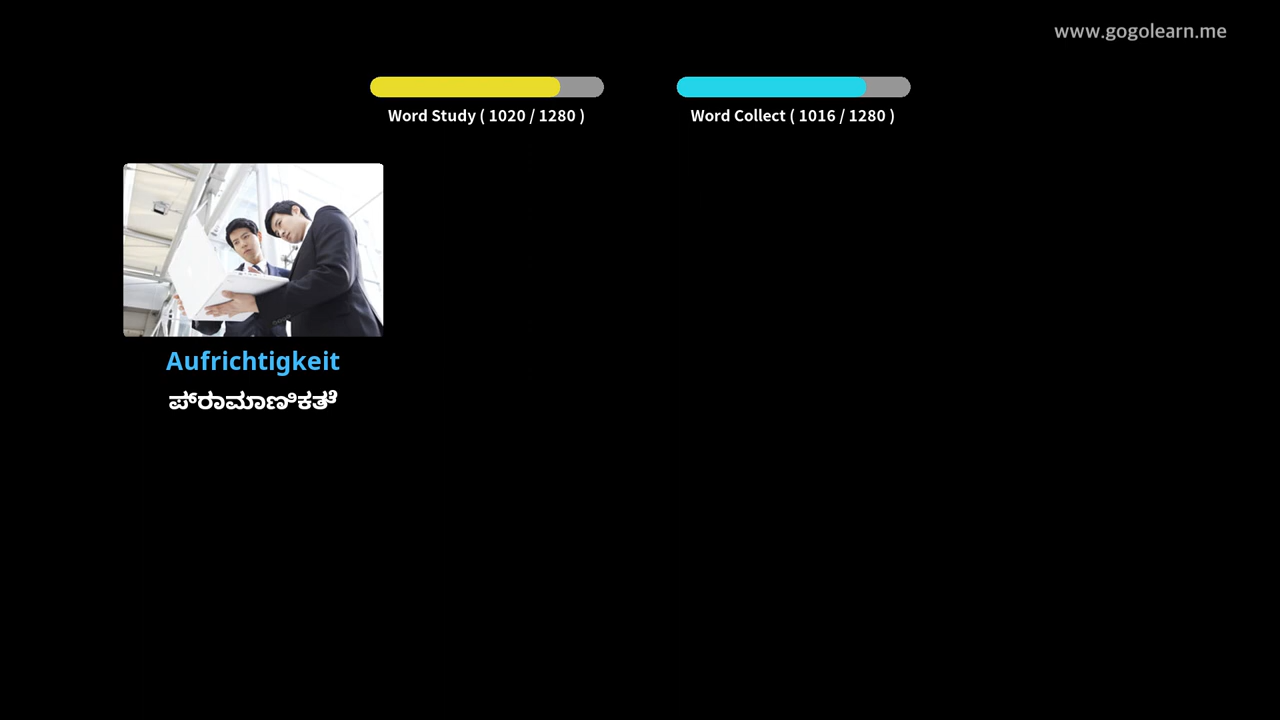 www.gogolearn.me
Word Study ( 1020 / 1280 )
Word Collect ( 1016 / 1280 )
Aufrichtigkeit
ಪ್ರಾಮಾಣಿಕತೆ